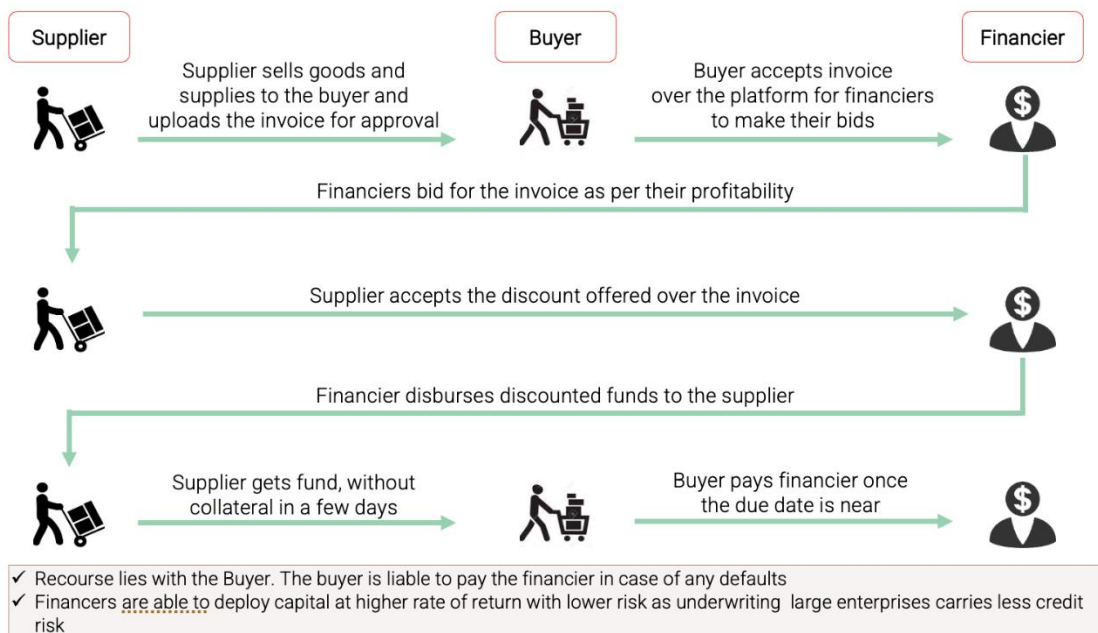 Supplier
Buyer
Financier
Supplier sells goods and
supplies to the buyer and
uploads the invoice for approval
Buyer accepts invoice
over the platform for financiers
to make their bids
$
Financiers bid for the invoice as per their profitability
Supplier accepts the discount offered over the invoice
$
Financier disburses discounted funds to the supplier
Supplier gets fund, without
collateral in a few days
Buyer pays financier once
the due date is near
$
✓ Recourse lies with the Buyer. The buyer is liable to pay the financier in case of any defaults
✓ Financers are able to deploy capital at higher rate of return with lower risk as underwriting large enterprises carries less credit
risk